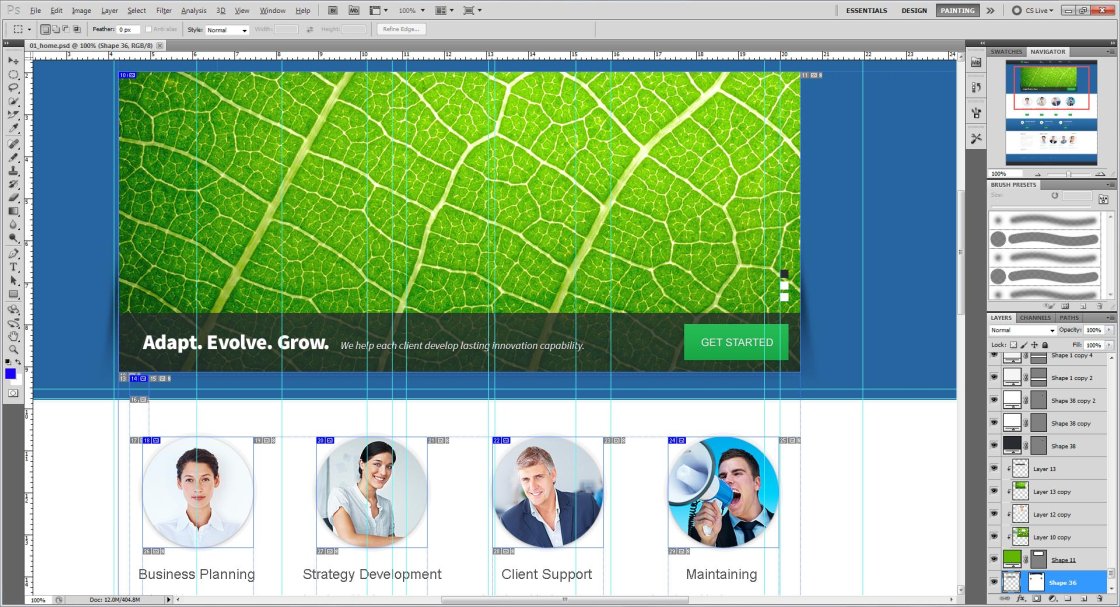 Ps File Edit Image Layer Select Filter Analysis 3D View Window Help Br Mb 100% ESSENTIALS DESIGN PAINTING CS Live
Feather: 0 px Anti-alias Style: Normal Width: Height: Refine Edge...
01_home.psd @ 100% (Shape 36, RGB/8)
SWATCHES NAVIGATOR
100%
BRUSH PRESETS
Size:
Adapt. Evolve. Grow. We help each client develop lasting innovation capability. GET STARTED
LAYERS CHANNELS PATHS
Normal Opacity: 100%
Lock: Fill: 100%
Shape 1 copy 4
Shape 1 copy 2
Shape 38 copy 2
Shape 38 copy
Shape 38
Layer 13
Layer 13 copy
Layer 12 copy
Layer 10 copy
Shape 11
Shape 36
Business Planning Strategy Development Client Support Maintaining
100% Doc: 12.0M/404.8M